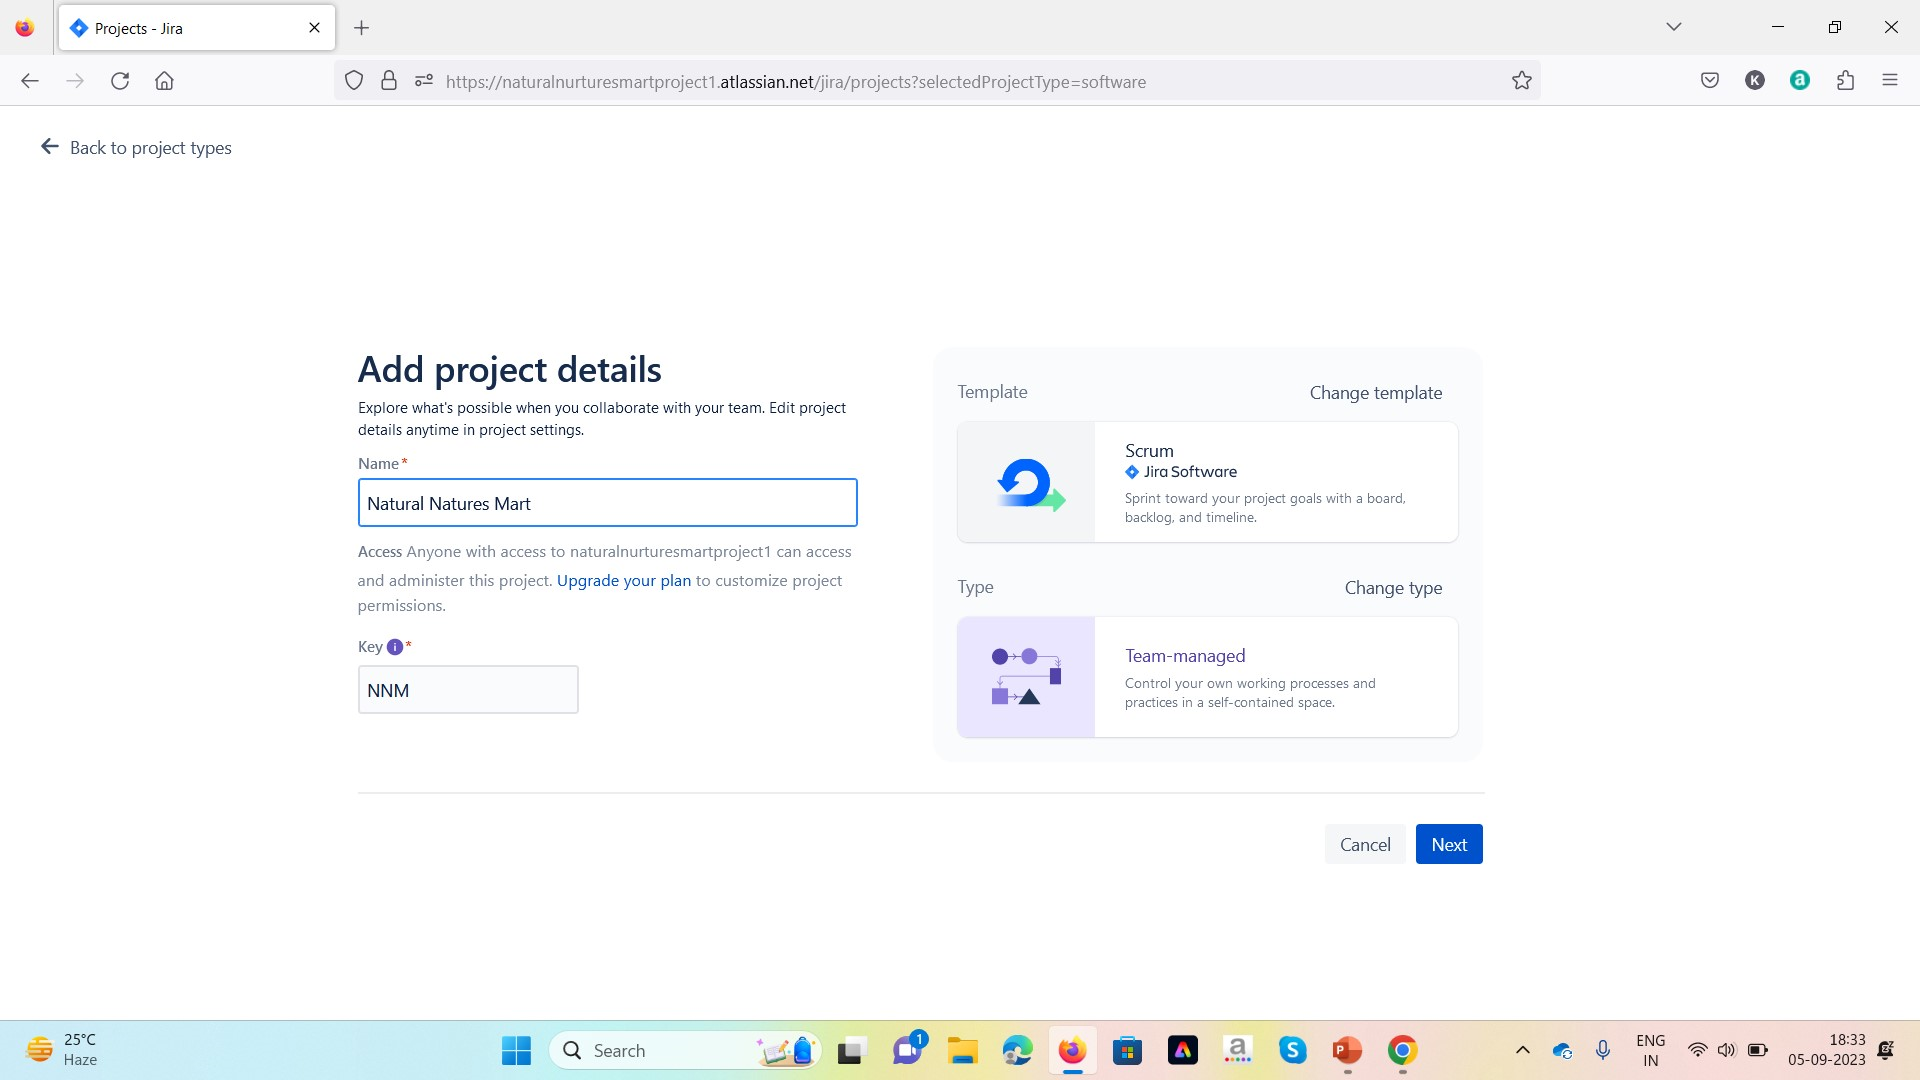 Projects - Jira
https://naturalnurturesmartproject1.atlassian.net/jira/projects?selectedProjectType=software
K
a
Back to project types
Add project details
Explore what's possible when you collaborate with your team. Edit project
details anytime in project settings.
Name*
Natural Natures Mart
Access Anyone with access to naturalnurturesmartproject1 can access
and administer this project. Upgrade your plan to customize project
permissions.
Key i *
NNM
Template
Change template
Scrum
Jira Software
Sprint toward your project goals with a board,
backlog, and timeline.
Type
Change type
Team-managed
Control your own working processes and
practices in a self-contained space.
Cancel
Next
25°C
Haze
Search
1
a
S
P
ENG
IN
18:33
05-09-2023